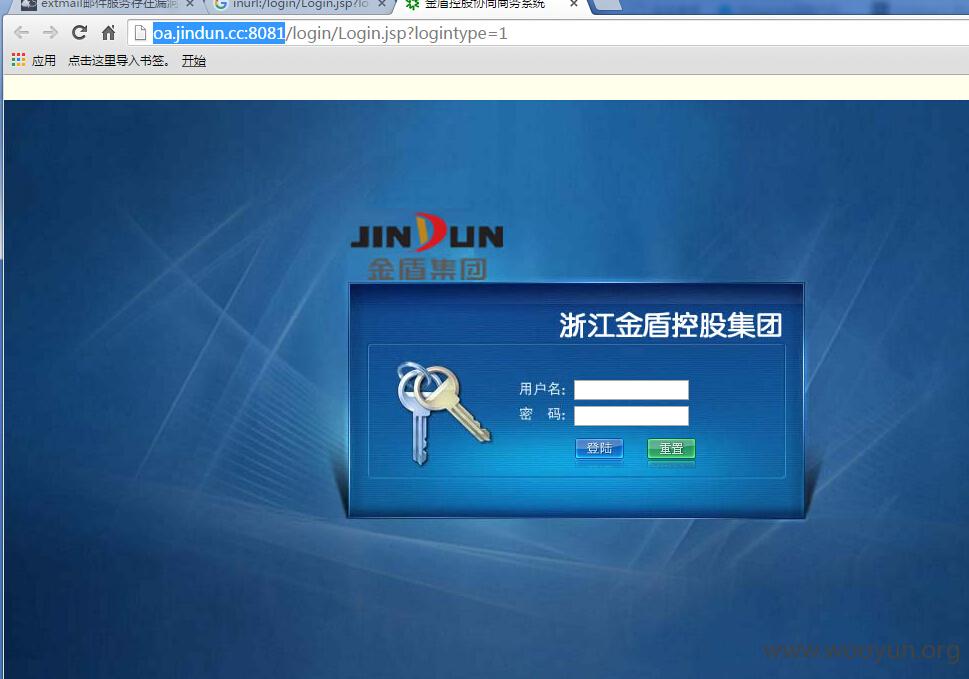 extmail邮件服务存在漏洞
inurl:/login/Login.jsp?lo
金盾控股协同商务系统
oa.jindun.cc:8081/login/Login.jsp?logintype=1
应用 点击这里导入书签。 开始
JINDUN
金盾集团
浙江金盾控股集团
用户名:
密 码:
登陆 重置
www.wooyun.org